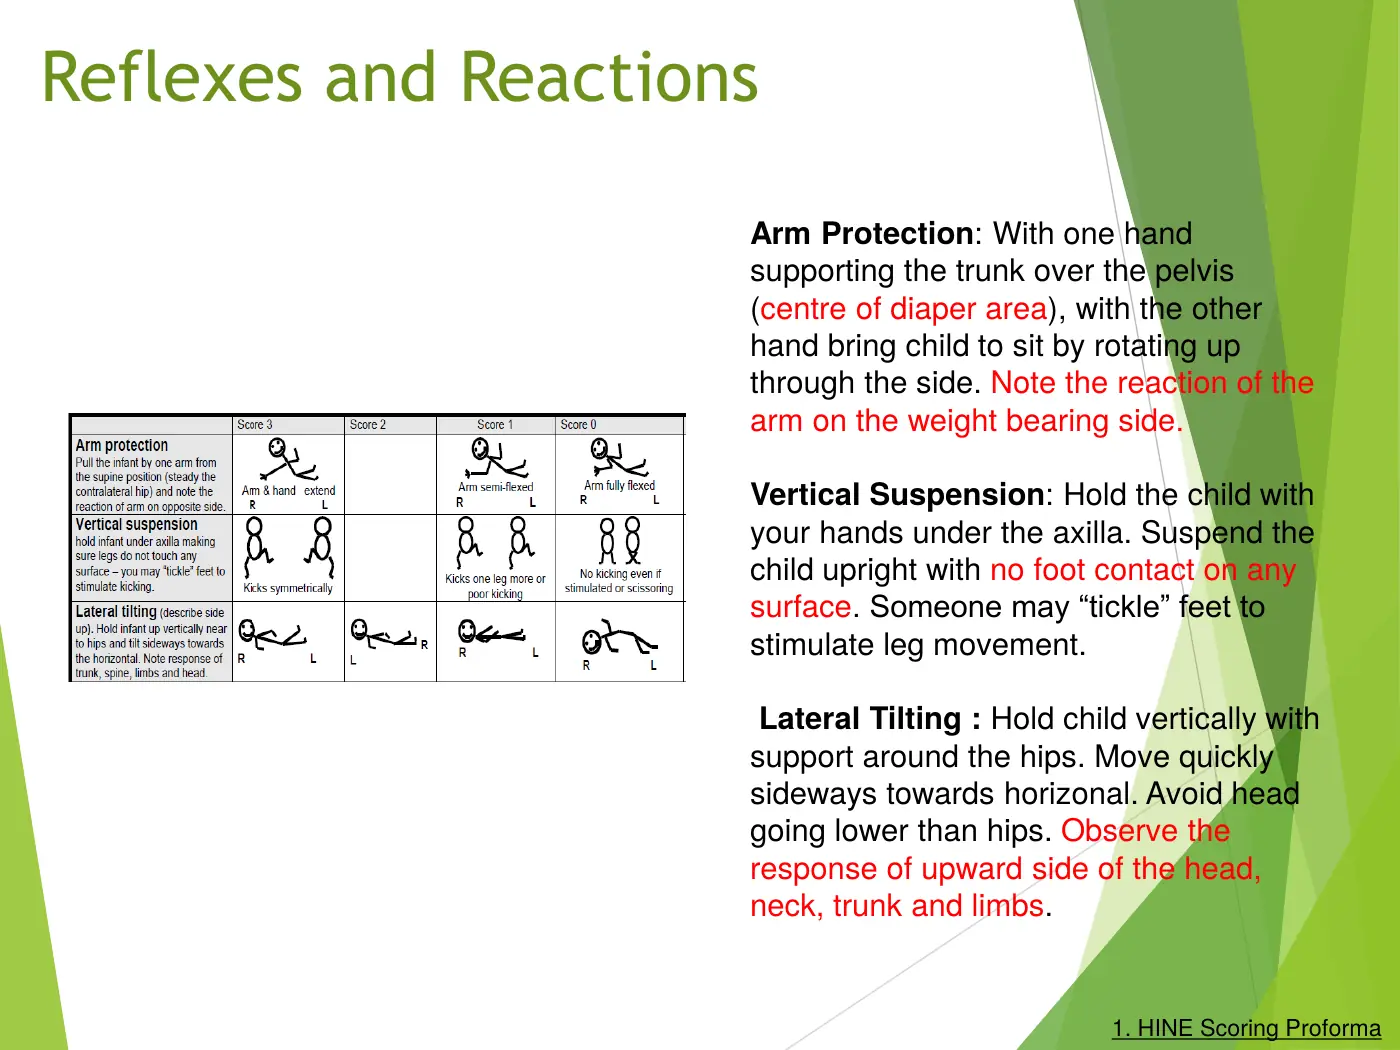 Reflexes and Reactions
Score 3 Score 2 Score 1 Score 0
Arm protection
Pull the infant by one arm from
the supine position (steady the
contralateral hip) and note the
reaction of arm on opposite side.
Arm & hand extend
R L
Arm semi-flexed
R L
Arm fully flexed
R L
Vertical suspension
hold infant under axilla making
sure legs do not touch any
surface – you may “tickle” feet to
stimulate kicking.
Kicks symmetrically
Kicks one leg more or
poor kicking
No kicking even if
stimulated or scissoring
Lateral tilting (describe side
up). Hold infant up vertically near
to hips and tilt sideways towards
the horizontal. Note response of
trunk, spine, limbs and head.
R L
R
L
R L
R L
Arm Protection: With one hand
supporting the trunk over the pelvis
(centre of diaper area), with the other
hand bring child to sit by rotating up
through the side. Note the reaction of the
arm on the weight bearing side.
Vertical Suspension: Hold the child with
your hands under the axilla. Suspend the
child upright with no foot contact on any
surface. Someone may “tickle” feet to
stimulate leg movement.
Lateral Tilting : Hold child vertically with
support around the hips. Move quickly
sideways towards horizonal. Avoid head
going lower than hips. Observe the
response of upward side of the head,
neck, trunk and limbs.
1. HINE Scoring Proforma